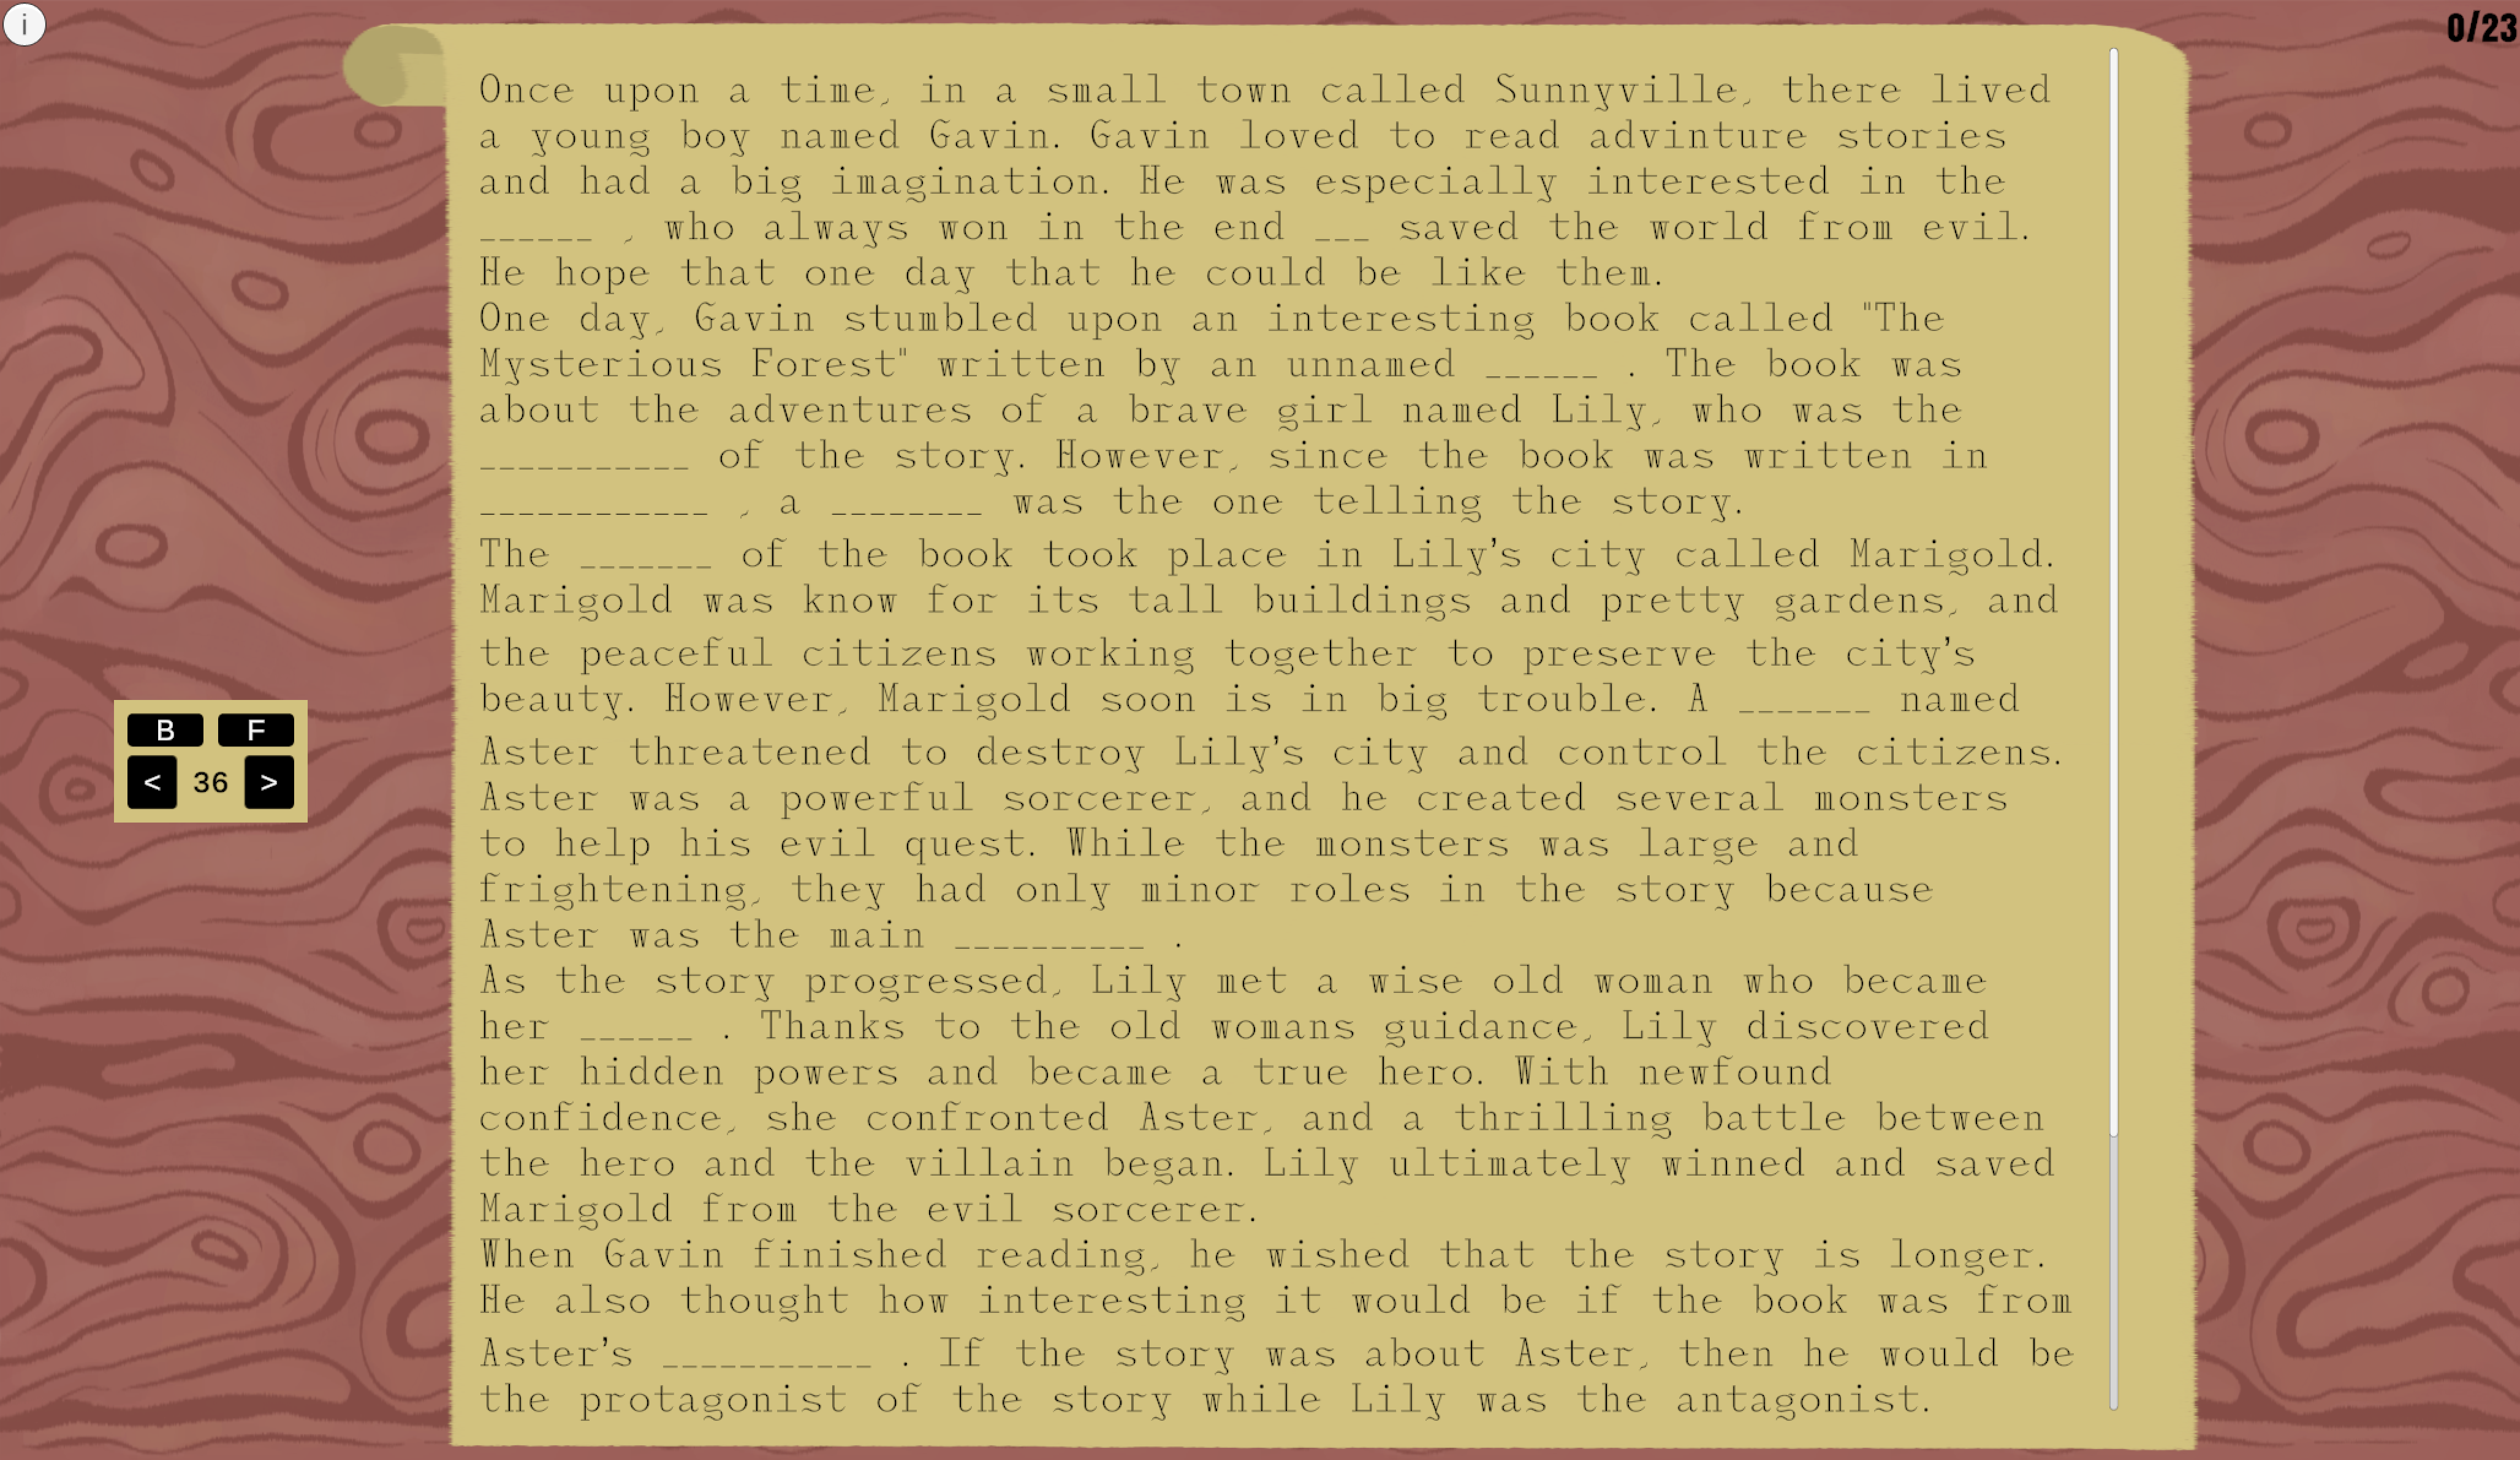 i
0/23
Once upon a time, in a small town called Sunnyville, there lived
a young boy named Gavin. Gavin loved to read advinture stories
and had a big imagination. He was especially interested in the
______ , who always won in the end ___ saved the world from evil.
He hope that one day that he could be like them.
One day, Gavin stumbled upon an interesting book called "The
Mysterious Forest" written by an unnamed ______ . The book was
about the adventures of a brave girl named Lily, who was the
___________ of the story. However, since the book was written in
____________ , a ________ was the one telling the story.
The _______ of the book took place in Lily's city called Marigold.
Marigold was know for its tall buildings and pretty gardens, and
the peaceful citizens working together to preserve the city's
beauty. However, Marigold soon is in big trouble. A _______ named
Aster threatened to destroy Lily's city and control the citizens.
Aster was a powerful sorcerer, and he created several monsters
to help his evil quest. While the monsters was large and
frightening, they had only minor roles in the story because
Aster was the main __________ .
As the story progressed, Lily met a wise old woman who became
her ______ . Thanks to the old womans guidance, Lily discovered
her hidden powers and became a true hero. With newfound
confidence, she confronted Aster, and a thrilling battle between
the hero and the villain began. Lily ultimately winned and saved
Marigold from the evil sorcerer.
When Gavin finished reading, he wished that the story is longer.
He also thought how interesting it would be if the book was from
Aster's ___________ . If the story was about Aster, then he would be
the protagonist of the story while Lily was the antagonist.
B F
< 36 >